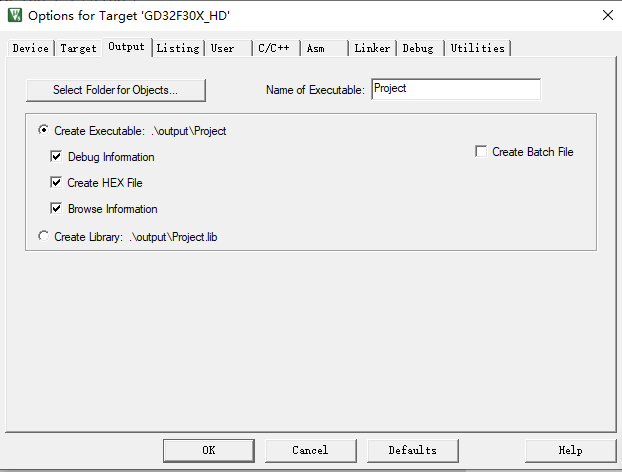 Options for Target 'GD32F30X_HD'
Device Target Output Listing User C/C++ Asm Linker Debug Utilities
Select Folder for Objects... Name of Executable: Project
Create Executable: .\output\Project
Debug Information Create Batch File
Create HEX File
Browse Information
Create Library: .\output\Project.lib
OK Cancel Defaults Help